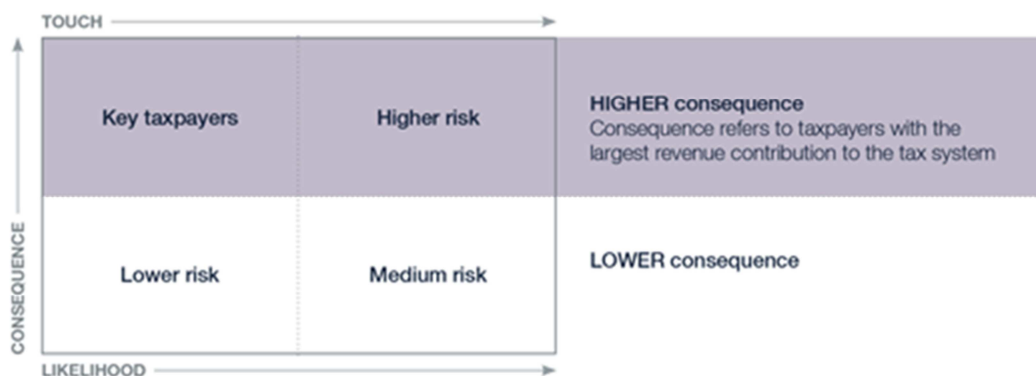 TOUCH
Key taxpayers
Higher risk
HIGHER consequence
Consequence refers to taxpayers with the
largest revenue contribution to the tax system
CONSEQUENCE
Lower risk
Medium risk
LOWER consequence
LIKELIHOOD